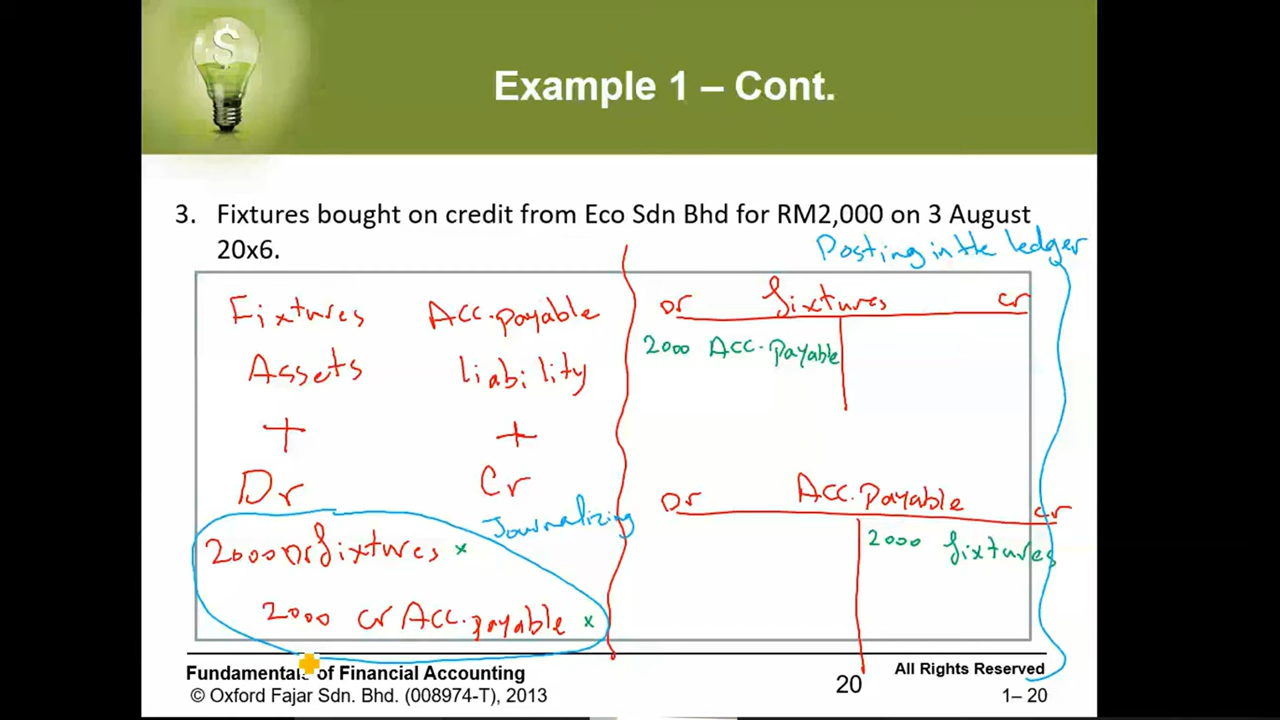 $
Example 1 – Cont.
3. Fixtures bought on credit from Eco Sdn Bhd for RM2,000 on 3 August
20x6.
Posting in the ledger
Fixtures Acc.payable
Assets liability
+ +
Dr Cr
Journalizing
2000 Dr fixtures ×
2000 cr Acc.payable ×
Dr fixtures cr
2000 Acc.Payable
Dr Acc.Payable cr
2000 fixtures
Fundamentals of Financial Accounting
© Oxford Fajar Sdn. Bhd. (008974-T), 2013
20
All Rights Reserved
1– 20